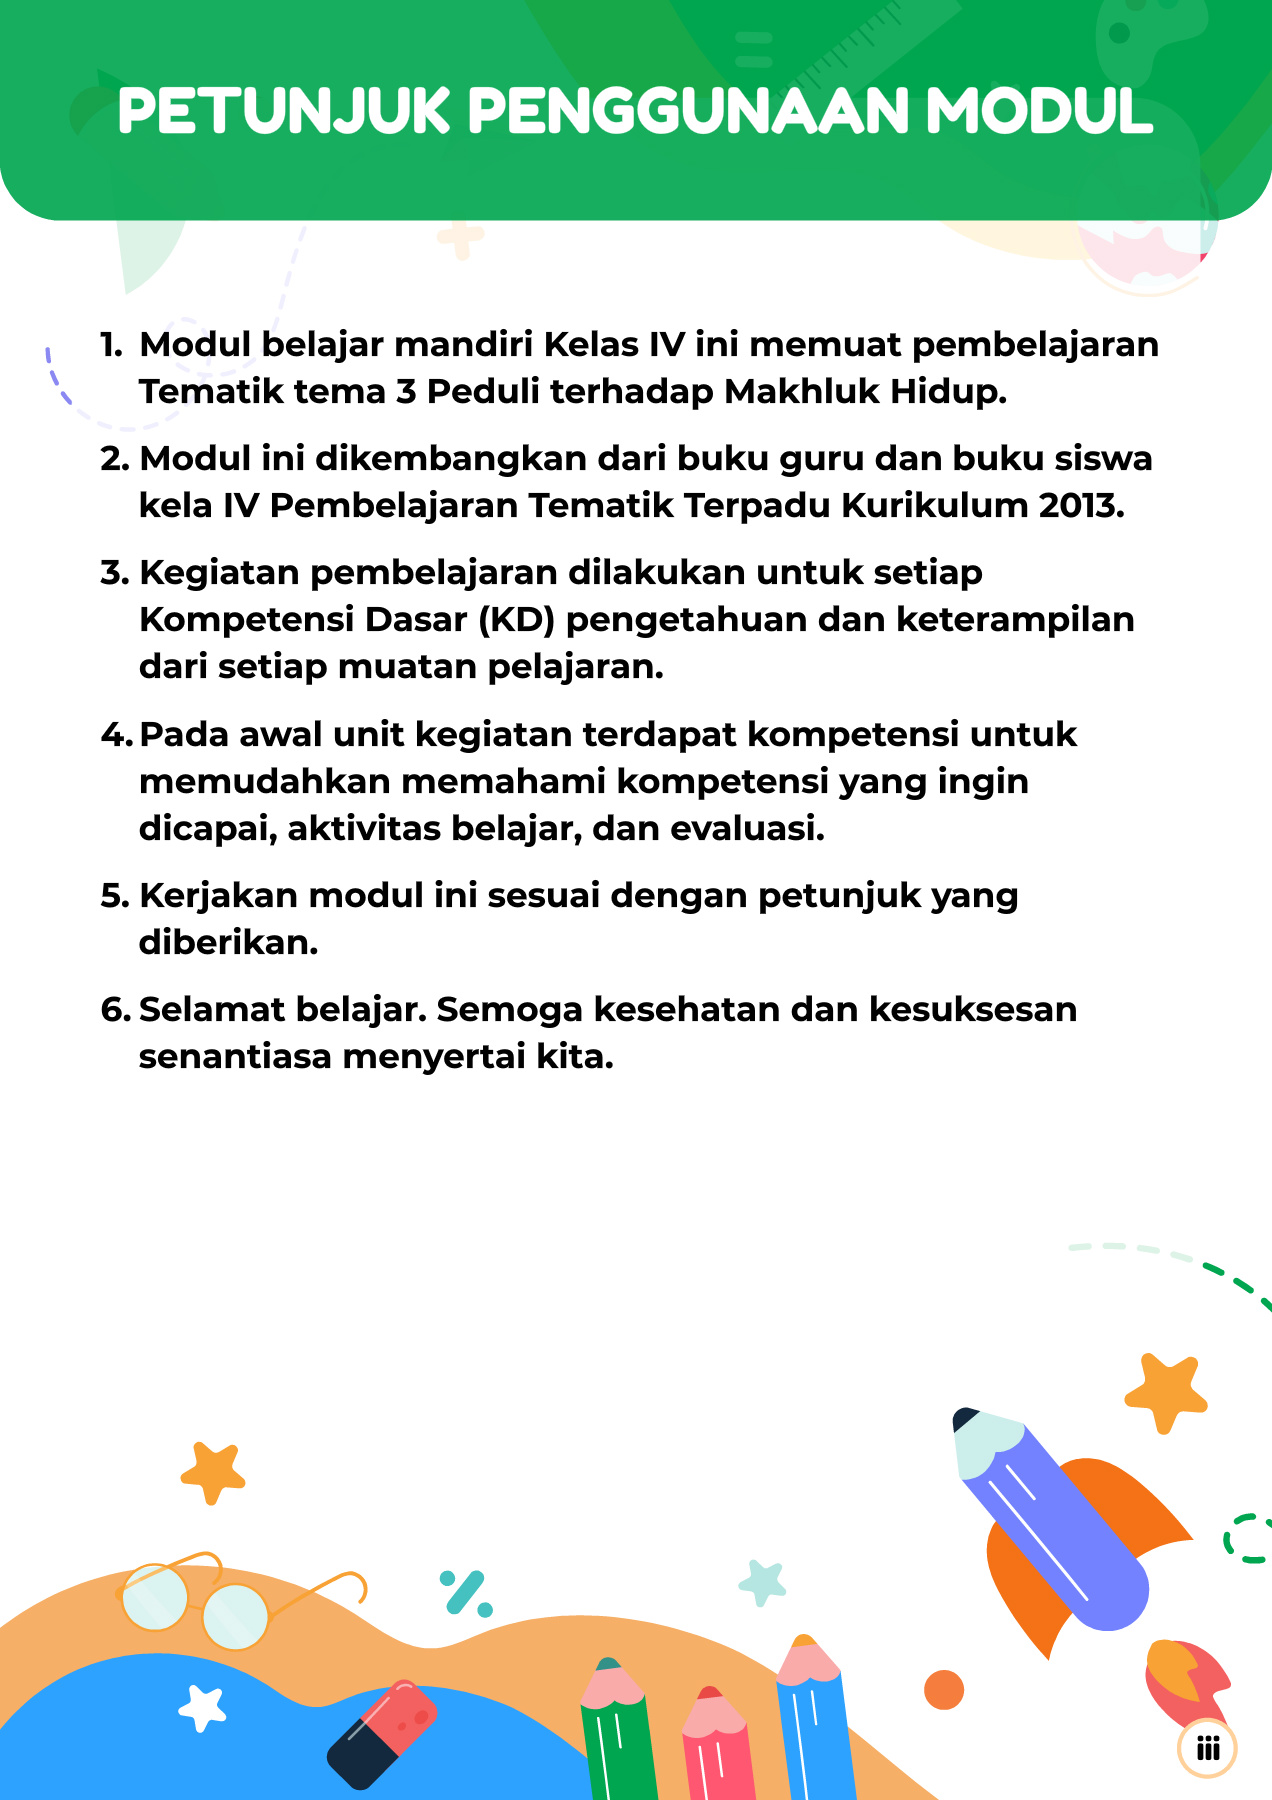 PETUNJUK PENGGUNAAN MODUL
1. Modul belajar mandiri Kelas IV ini memuat pembelajaran
Tematik tema 3 Peduli terhadap Makhluk Hidup.
2. Modul ini dikembangkan dari buku guru dan buku siswa
kela IV Pembelajaran Tematik Terpadu Kurikulum 2013.
3. Kegiatan pembelajaran dilakukan untuk setiap
Kompetensi Dasar (KD) pengetahuan dan keterampilan
dari setiap muatan pelajaran.
4. Pada awal unit kegiatan terdapat kompetensi untuk
memudahkan memahami kompetensi yang ingin
dicapai, aktivitas belajar, dan evaluasi.
5. Kerjakan modul ini sesuai dengan petunjuk yang
diberikan.
6. Selamat belajar. Semoga kesehatan dan kesuksesan
senantiasa menyertai kita.
iii